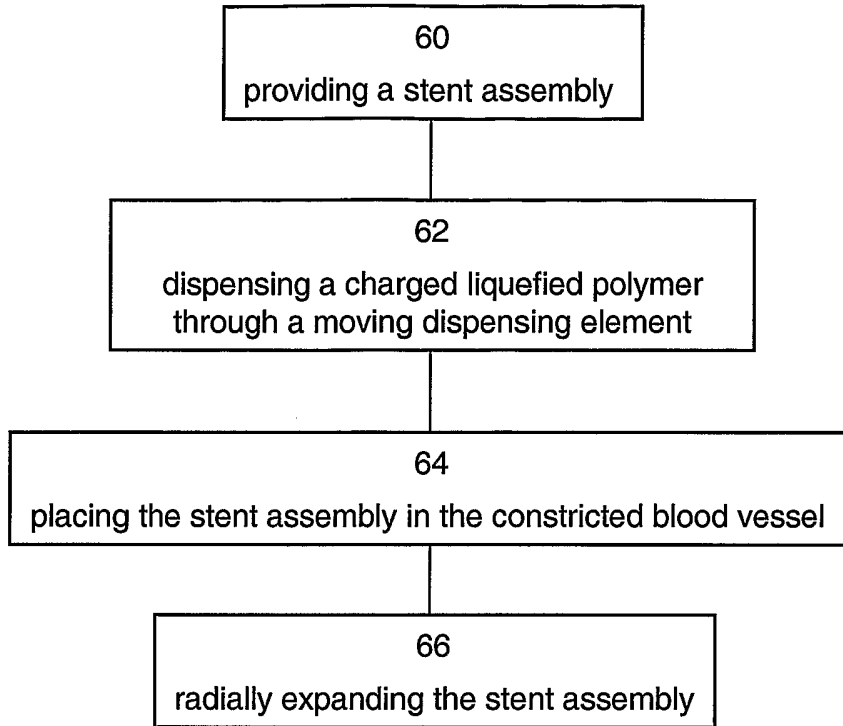 60
providing a stent assembly
62
dispensing a charged liquefied polymer
through a moving dispensing element
64
placing the stent assembly in the constricted blood vessel
66
radially expanding the stent assembly